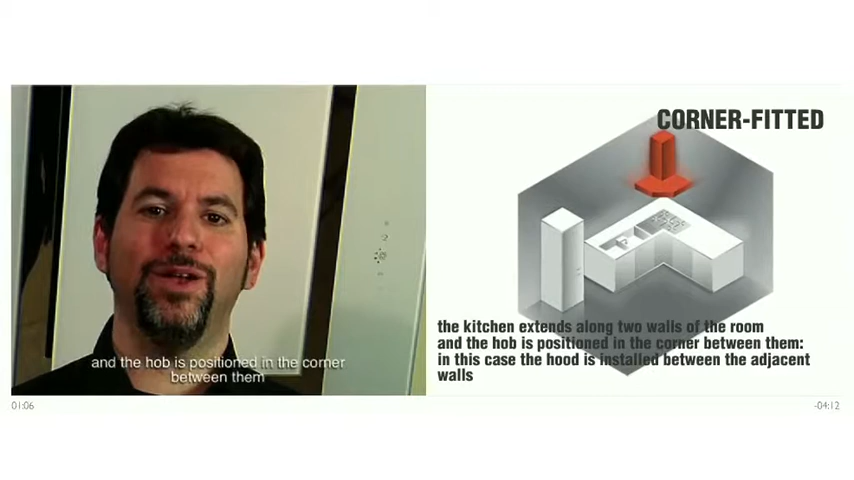 CORNER-FITTED
the kitchen extends along two walls of the room
and the hob is positioned in the corner between them:
in this case the hood is installed between the adjacent
walls
and the hob is positioned in the corner
between them
01:06
-04:12